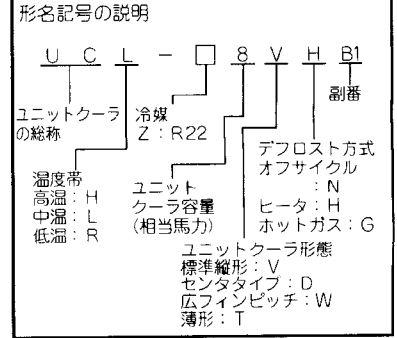 形名記号の説明
U C L - □ 8 V H B1
副番
ユニットクーラ
の総称
冷媒
Z:R22
デフロスト方式
オフサイクル
:N
ヒータ:H
ホットガス:G
温度帯
高温:H
中温:L
低温:R
ユニット
クーラ容量
(相当馬力)
ユニットクーラ形態
標準縦形:V
センタタイプ:D
広フィンピッチ:W
薄形:T